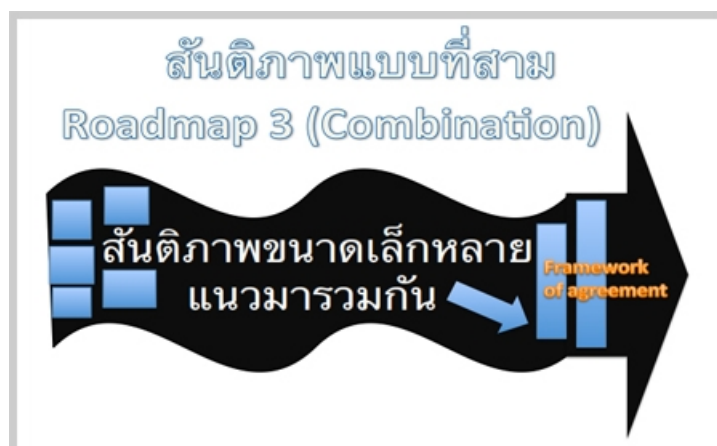 สันติภาพแบบที่สาม
Roadmap 3 (Combination)
สันติภาพขนาดเล็กหลาย
แนวมารวมกัน
Framework
of agreement